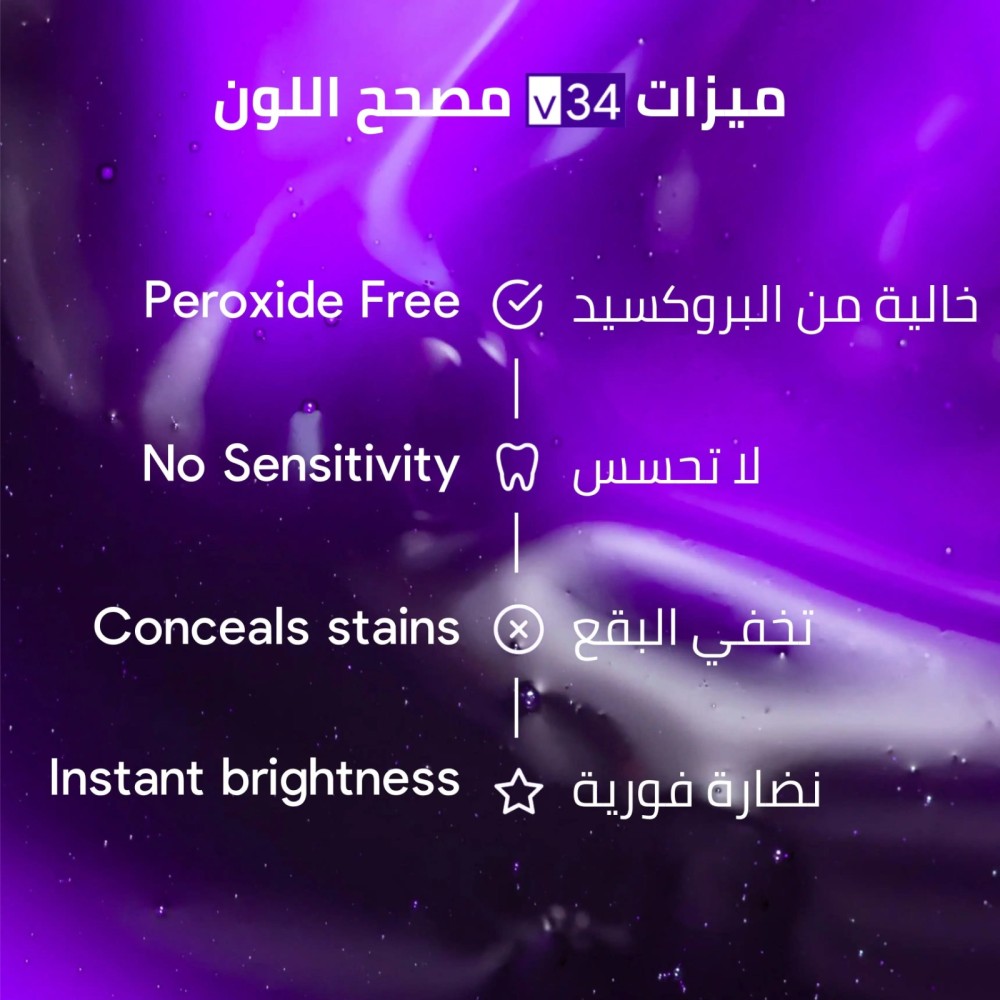 ميزات v34 مصحح اللون
Peroxide Free خالية من البروكسيد
No Sensitivity لا تحسس
Conceals stains تخفي البقع
Instant brightness نضارة فورية